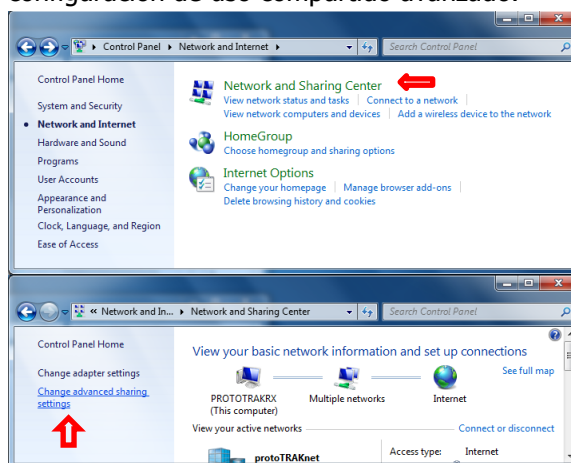 configuración de uso compartido avanzado.
Control Panel ▸ Network and Internet ▸
Search Control Panel
Control Panel Home
System and Security
• Network and Internet
Hardware and Sound
Programs
User Accounts
Appearance and
Personalization
Clock, Language, and Region
Ease of Access
Network and Sharing Center
View network status and tasks | Connect to a network |
View network computers and devices | Add a wireless device to the network
HomeGroup
Choose homegroup and sharing options
Internet Options
Change your homepage | Manage browser add-ons |
Delete browsing history and cookies
« Network and In... ▸ Network and Sharing Center
Search Control Panel
Control Panel Home
Change adapter settings
Change advanced sharing
settings
View your basic network information and set up connections
See full map
PROTOTRAKRX
(This computer)
Multiple networks
Internet
View your active networks
Connect or disconnect
protoTRAKnet
Access type: Internet